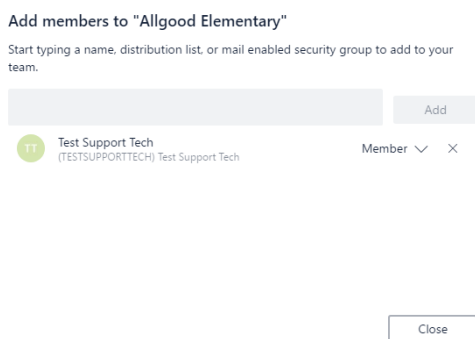 Add members to "Allgood Elementary"
Start typing a name, distribution list, or mail enabled security group to add to your
team.
Add
TT
Test Support Tech
Member
(TESTSUPPORTTECH) Test Support Tech
Close